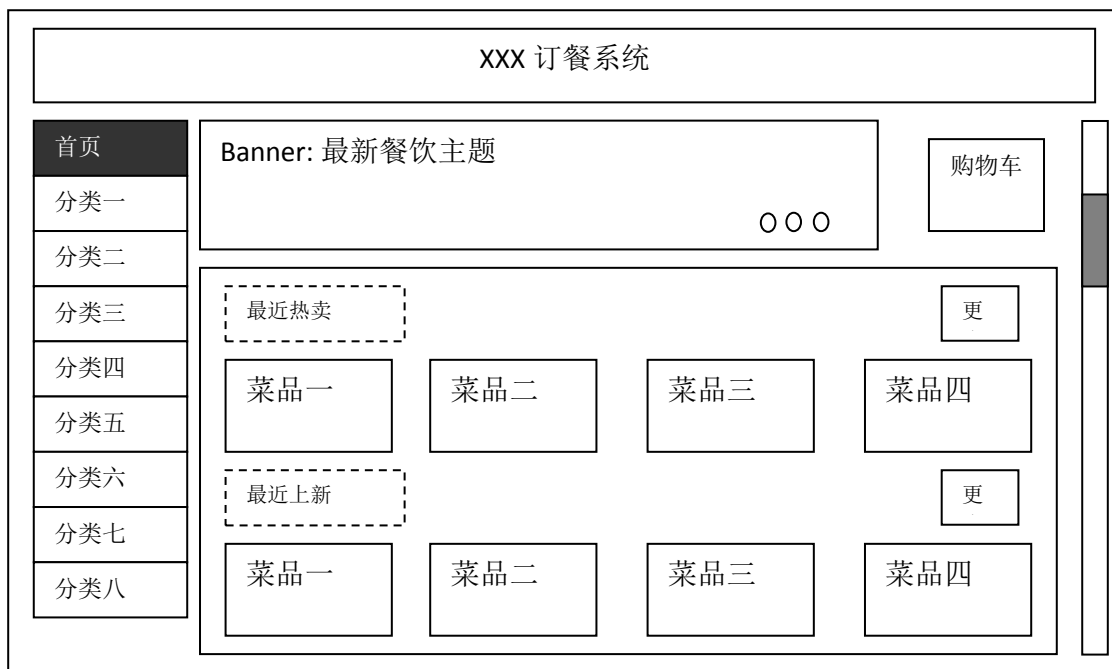 XXX 订餐系统
首页
分类一
分类二
分类三
分类四
分类五
分类六
分类七
分类八
Banner: 最新餐饮主题
购物车
最近热卖
更
菜品一
菜品二
菜品三
菜品四
最近上新
更
菜品一
菜品二
菜品三
菜品四